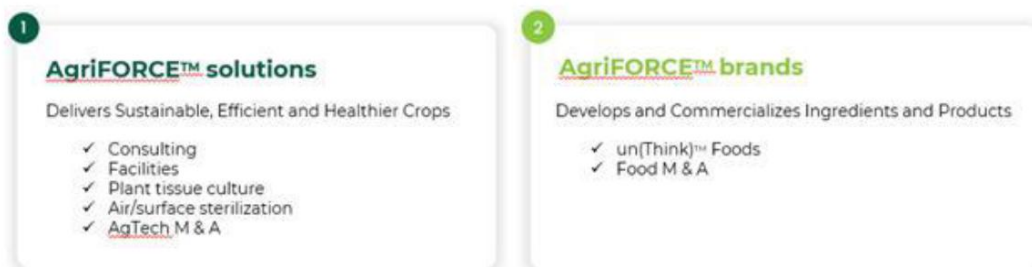 1
AgriFORCE™ solutions
Delivers Sustainable, Efficient and Healthier Crops
✓ Consulting
✓ Facilities
✓ Plant tissue culture
✓ Air/surface sterilization
✓ AgTech M & A
2
AgriFORCE™ brands
Develops and Commercializes Ingredients and Products
✓ un(Think)™ Foods
✓ Food M & A